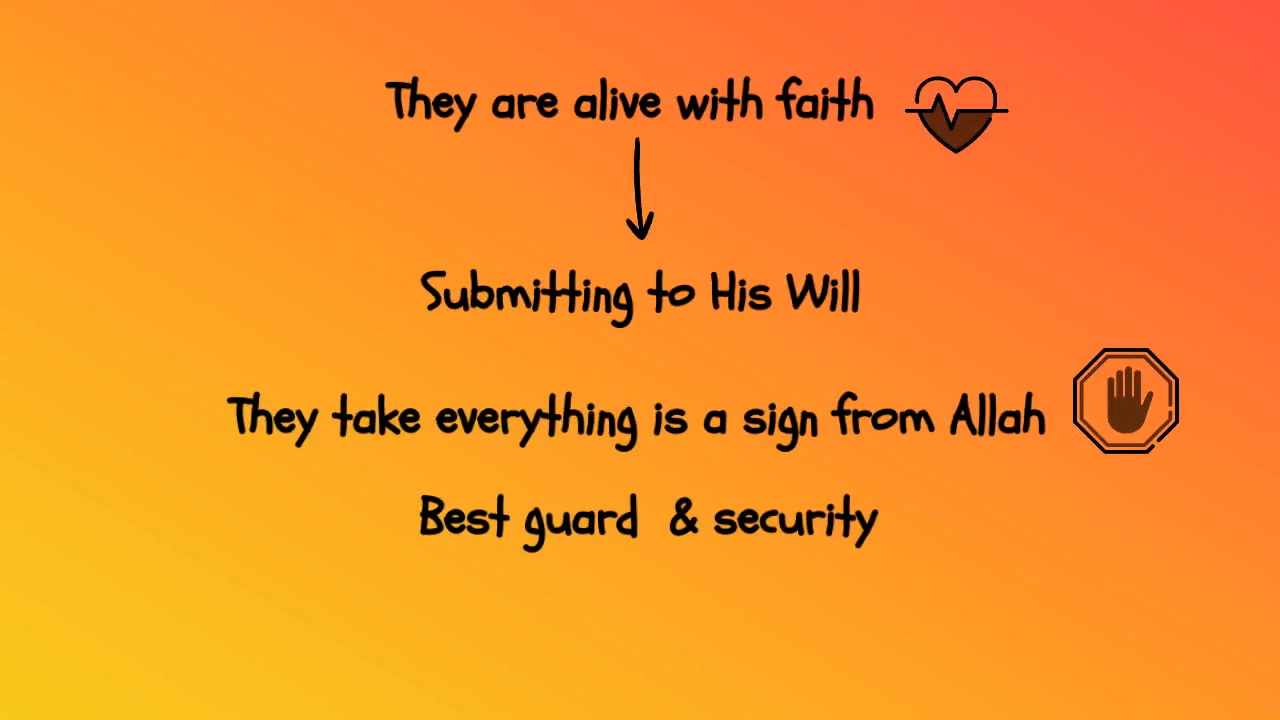 They are alive with faith
Submitting to His Will
They take everything is a sign from Allah
Best guard & security